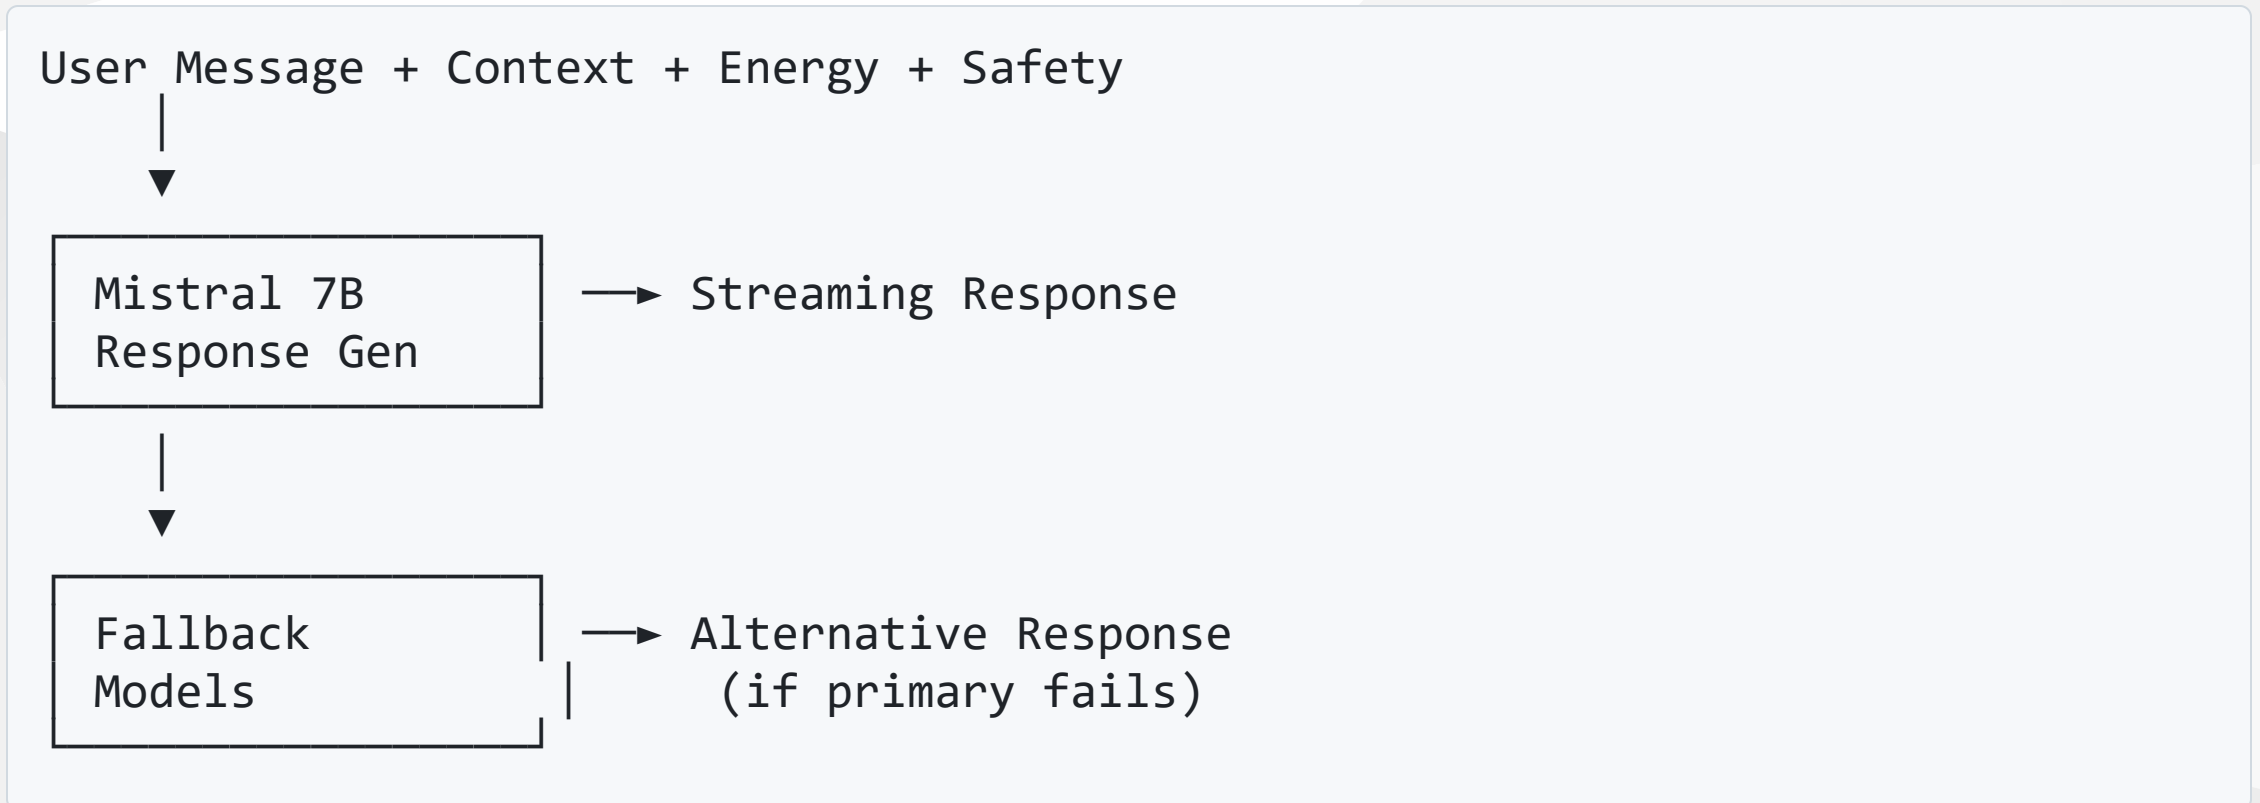 User Message + Context + Energy + Safety
Mistral 7B → Streaming Response
Response Gen
Fallback → Alternative Response
Models (if primary fails)